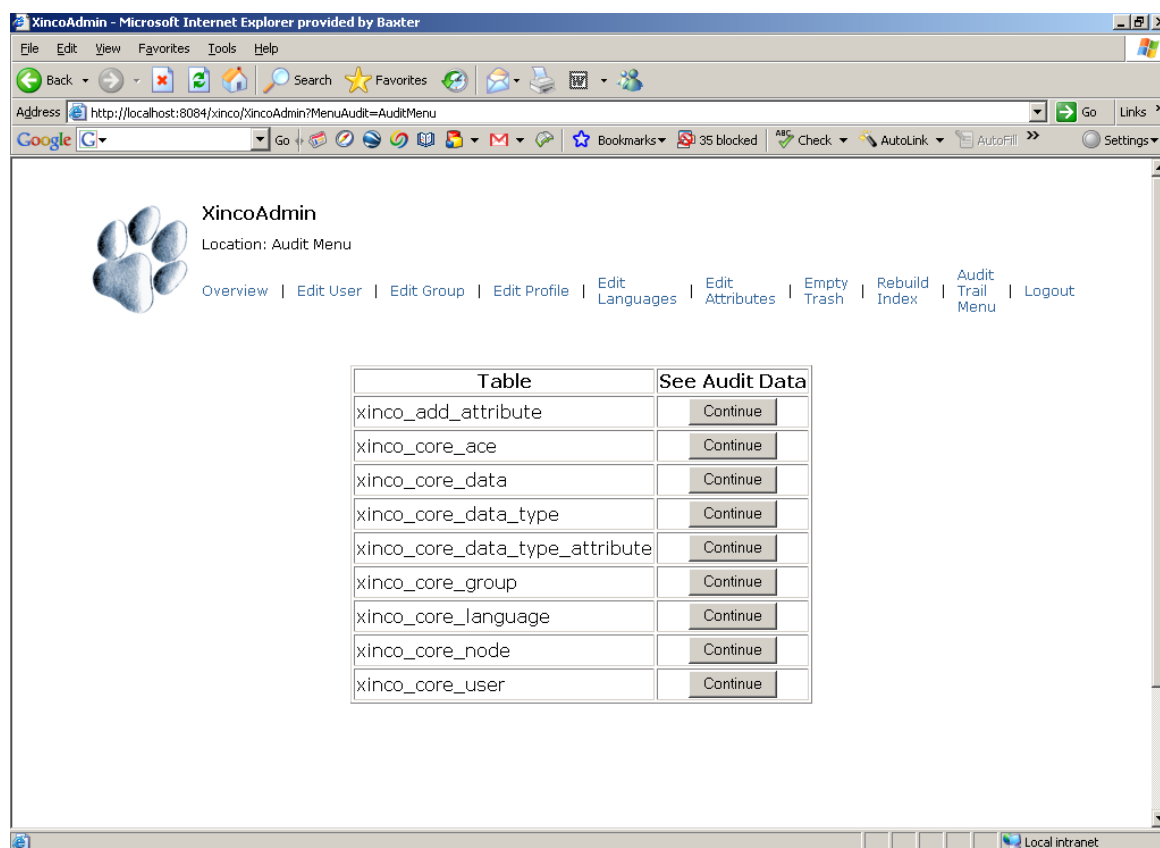 XincoAdmin - Microsoft Internet Explorer provided by Baxter
File Edit View Favorites Tools Help
Back Search Favorites
Address http://localhost:8084/xinco/XincoAdmin?MenuAudit=AuditMenu Go Links
Google G Go Bookmarks 35 blocked ABC Check AutoLink AutoFill Settings
XincoAdmin
Location: Audit Menu
Overview | Edit User | Edit Group | Edit Profile | Edit Languages | Edit Attributes | Empty Trash | Rebuild Index | Audit Trail Menu | Logout
Table See Audit Data
xinco_add_attribute Continue
xinco_core_ace Continue
xinco_core_data Continue
xinco_core_data_type Continue
xinco_core_data_type_attribute Continue
xinco_core_group Continue
xinco_core_language Continue
xinco_core_node Continue
xinco_core_user Continue
Local intranet